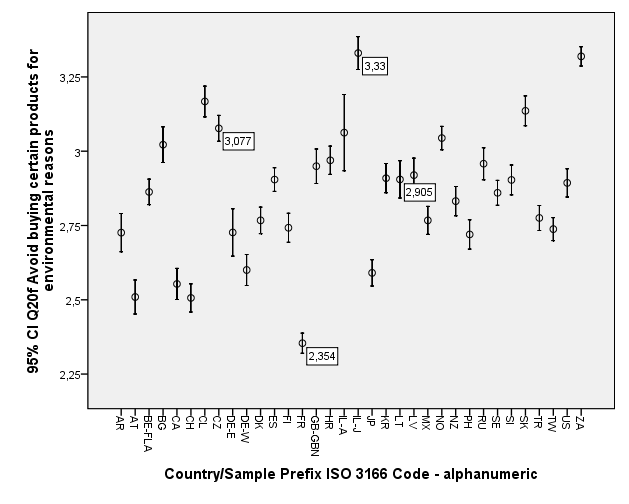 95% CI Q20f Avoid buying certain products for
environmental reasons
3,25
3
2,75
2,5
2,25
3,33
3,077
2,905
2,354
AR
AT
BE-FLA
BG
CA
CH
CL
CZ
DE-E
DE-W
DK
ES
FI
FR
GB-GBN
HR
IL-A
IL-J
JP
KR
LT
LV
MX
NO
NZ
PH
RU
SE
SI
SK
TR
TW
US
ZA
Country/Sample Prefix ISO 3166 Code - alphanumeric